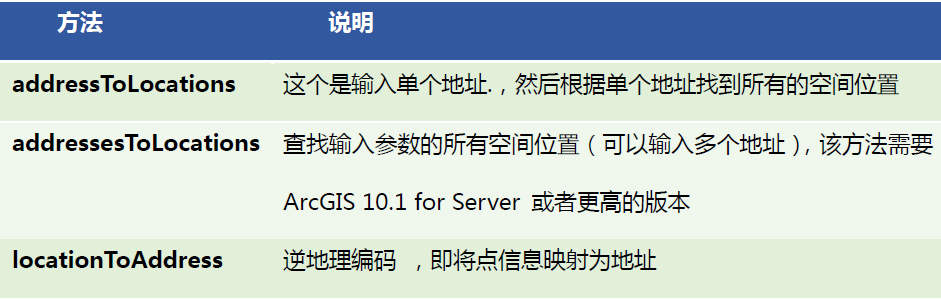 方法 说明
addressToLocations 这个是输入单个地址.，然后根据单个地址找到所有的空间位置
addressesToLocations 查找输入参数的所有空间位置（可以输入多个地址），该方法需要
ArcGIS 10.1 for Server 或者更高的版本
locationToAddress 逆地理编码 ，即将点信息映射为地址